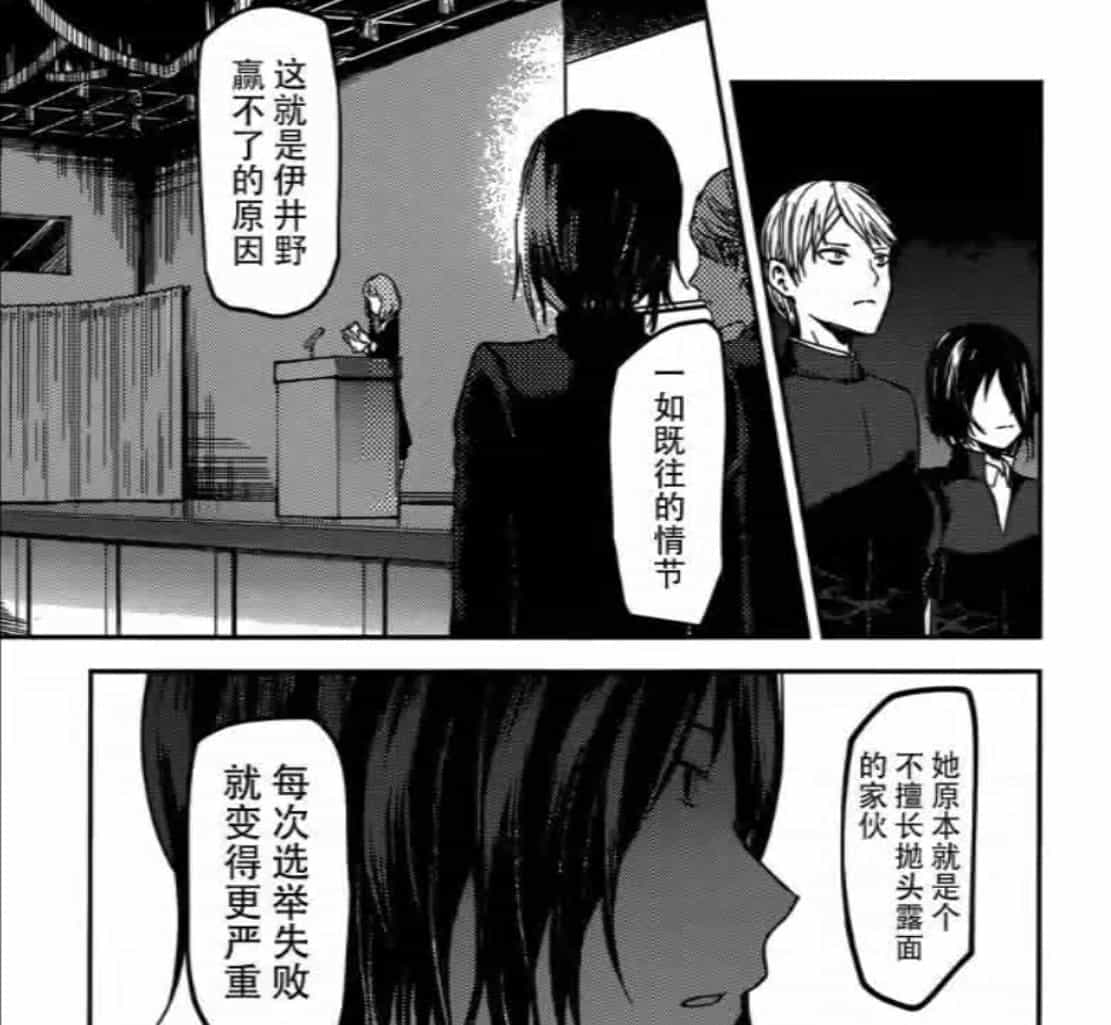 一如既往的情节
这就是伊井野
赢不了的原因
她原本就是个
不擅长抛头露面
的家伙
每次选举失败
就变得更严重